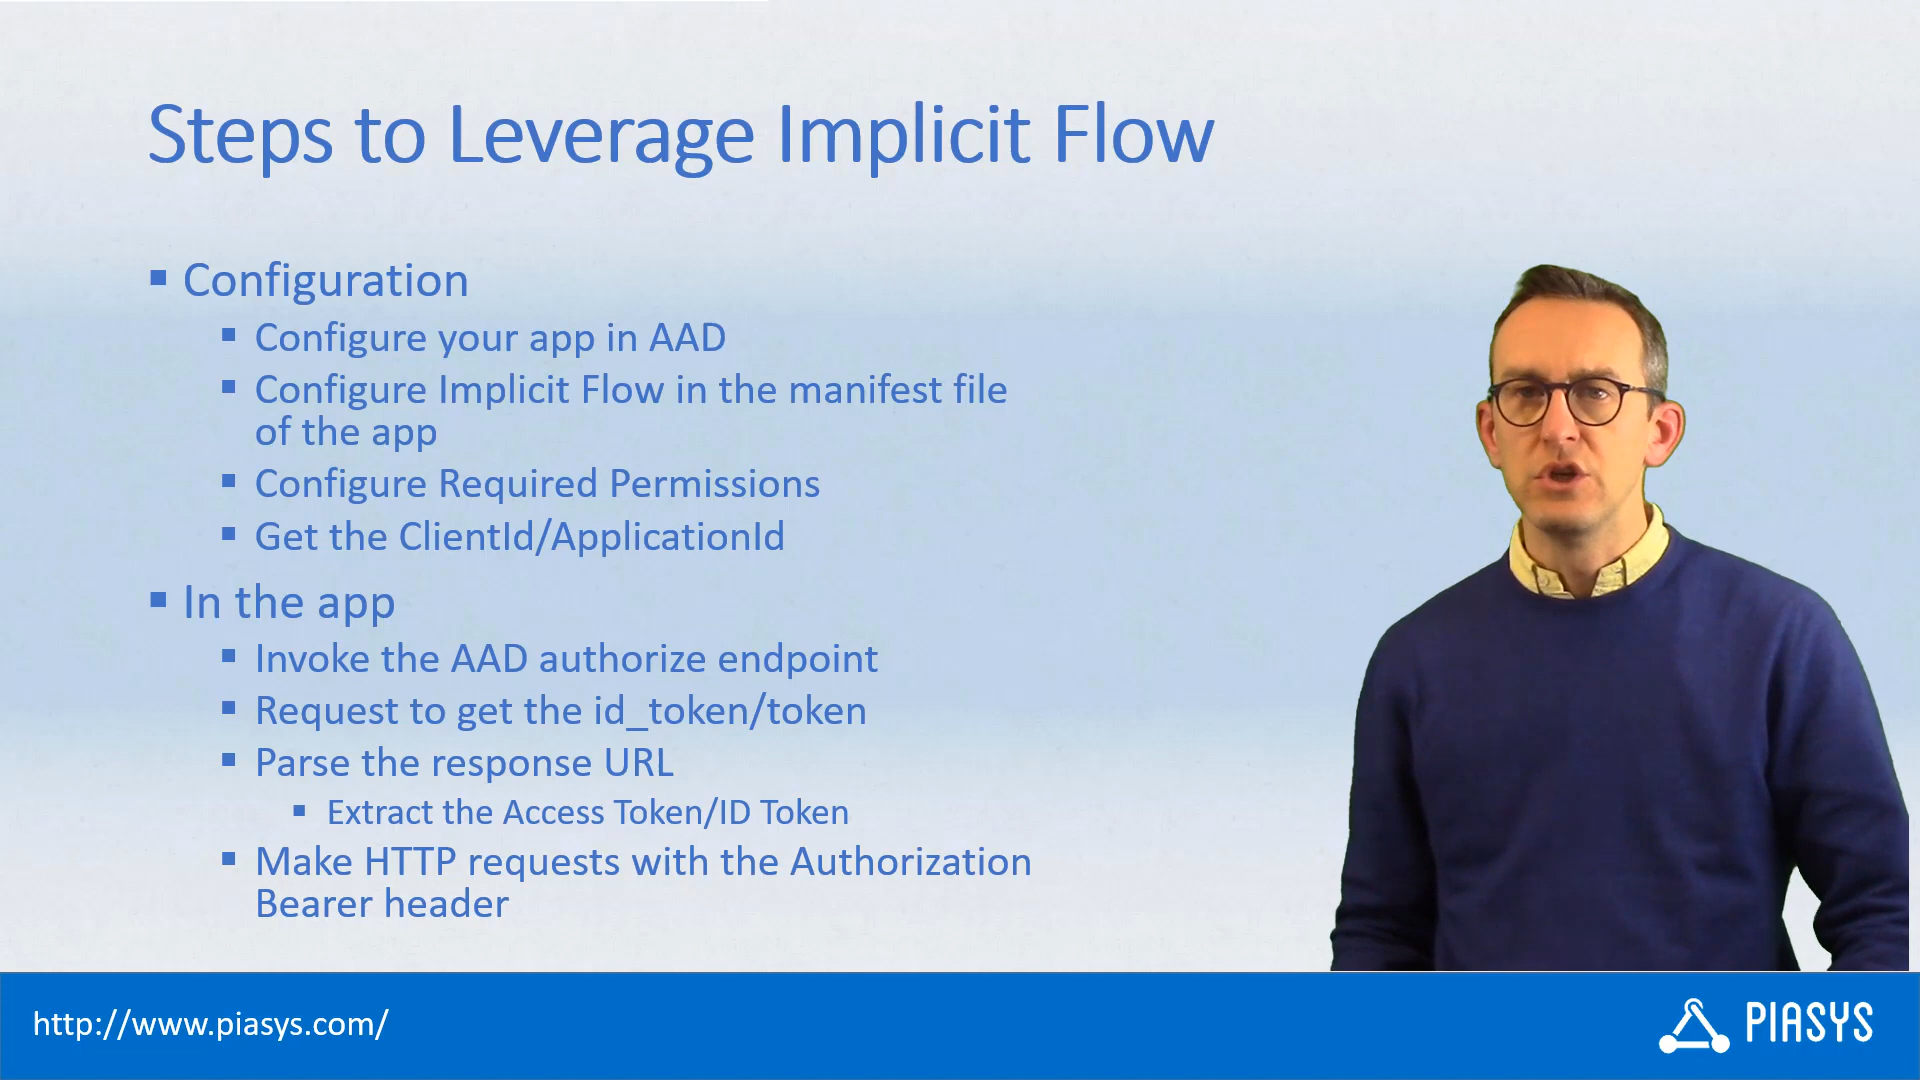 Steps to Leverage Implicit Flow
Configuration
Configure your app in AAD
Configure Implicit Flow in the manifest file
of the app
Configure Required Permissions
Get the ClientId/ApplicationId
In the app
Invoke the AAD authorize endpoint
Request to get the id_token/token
Parse the response URL
Extract the Access Token/ID Token
Make HTTP requests with the Authorization
Bearer header
http://www.piasys.com/
PIASYS